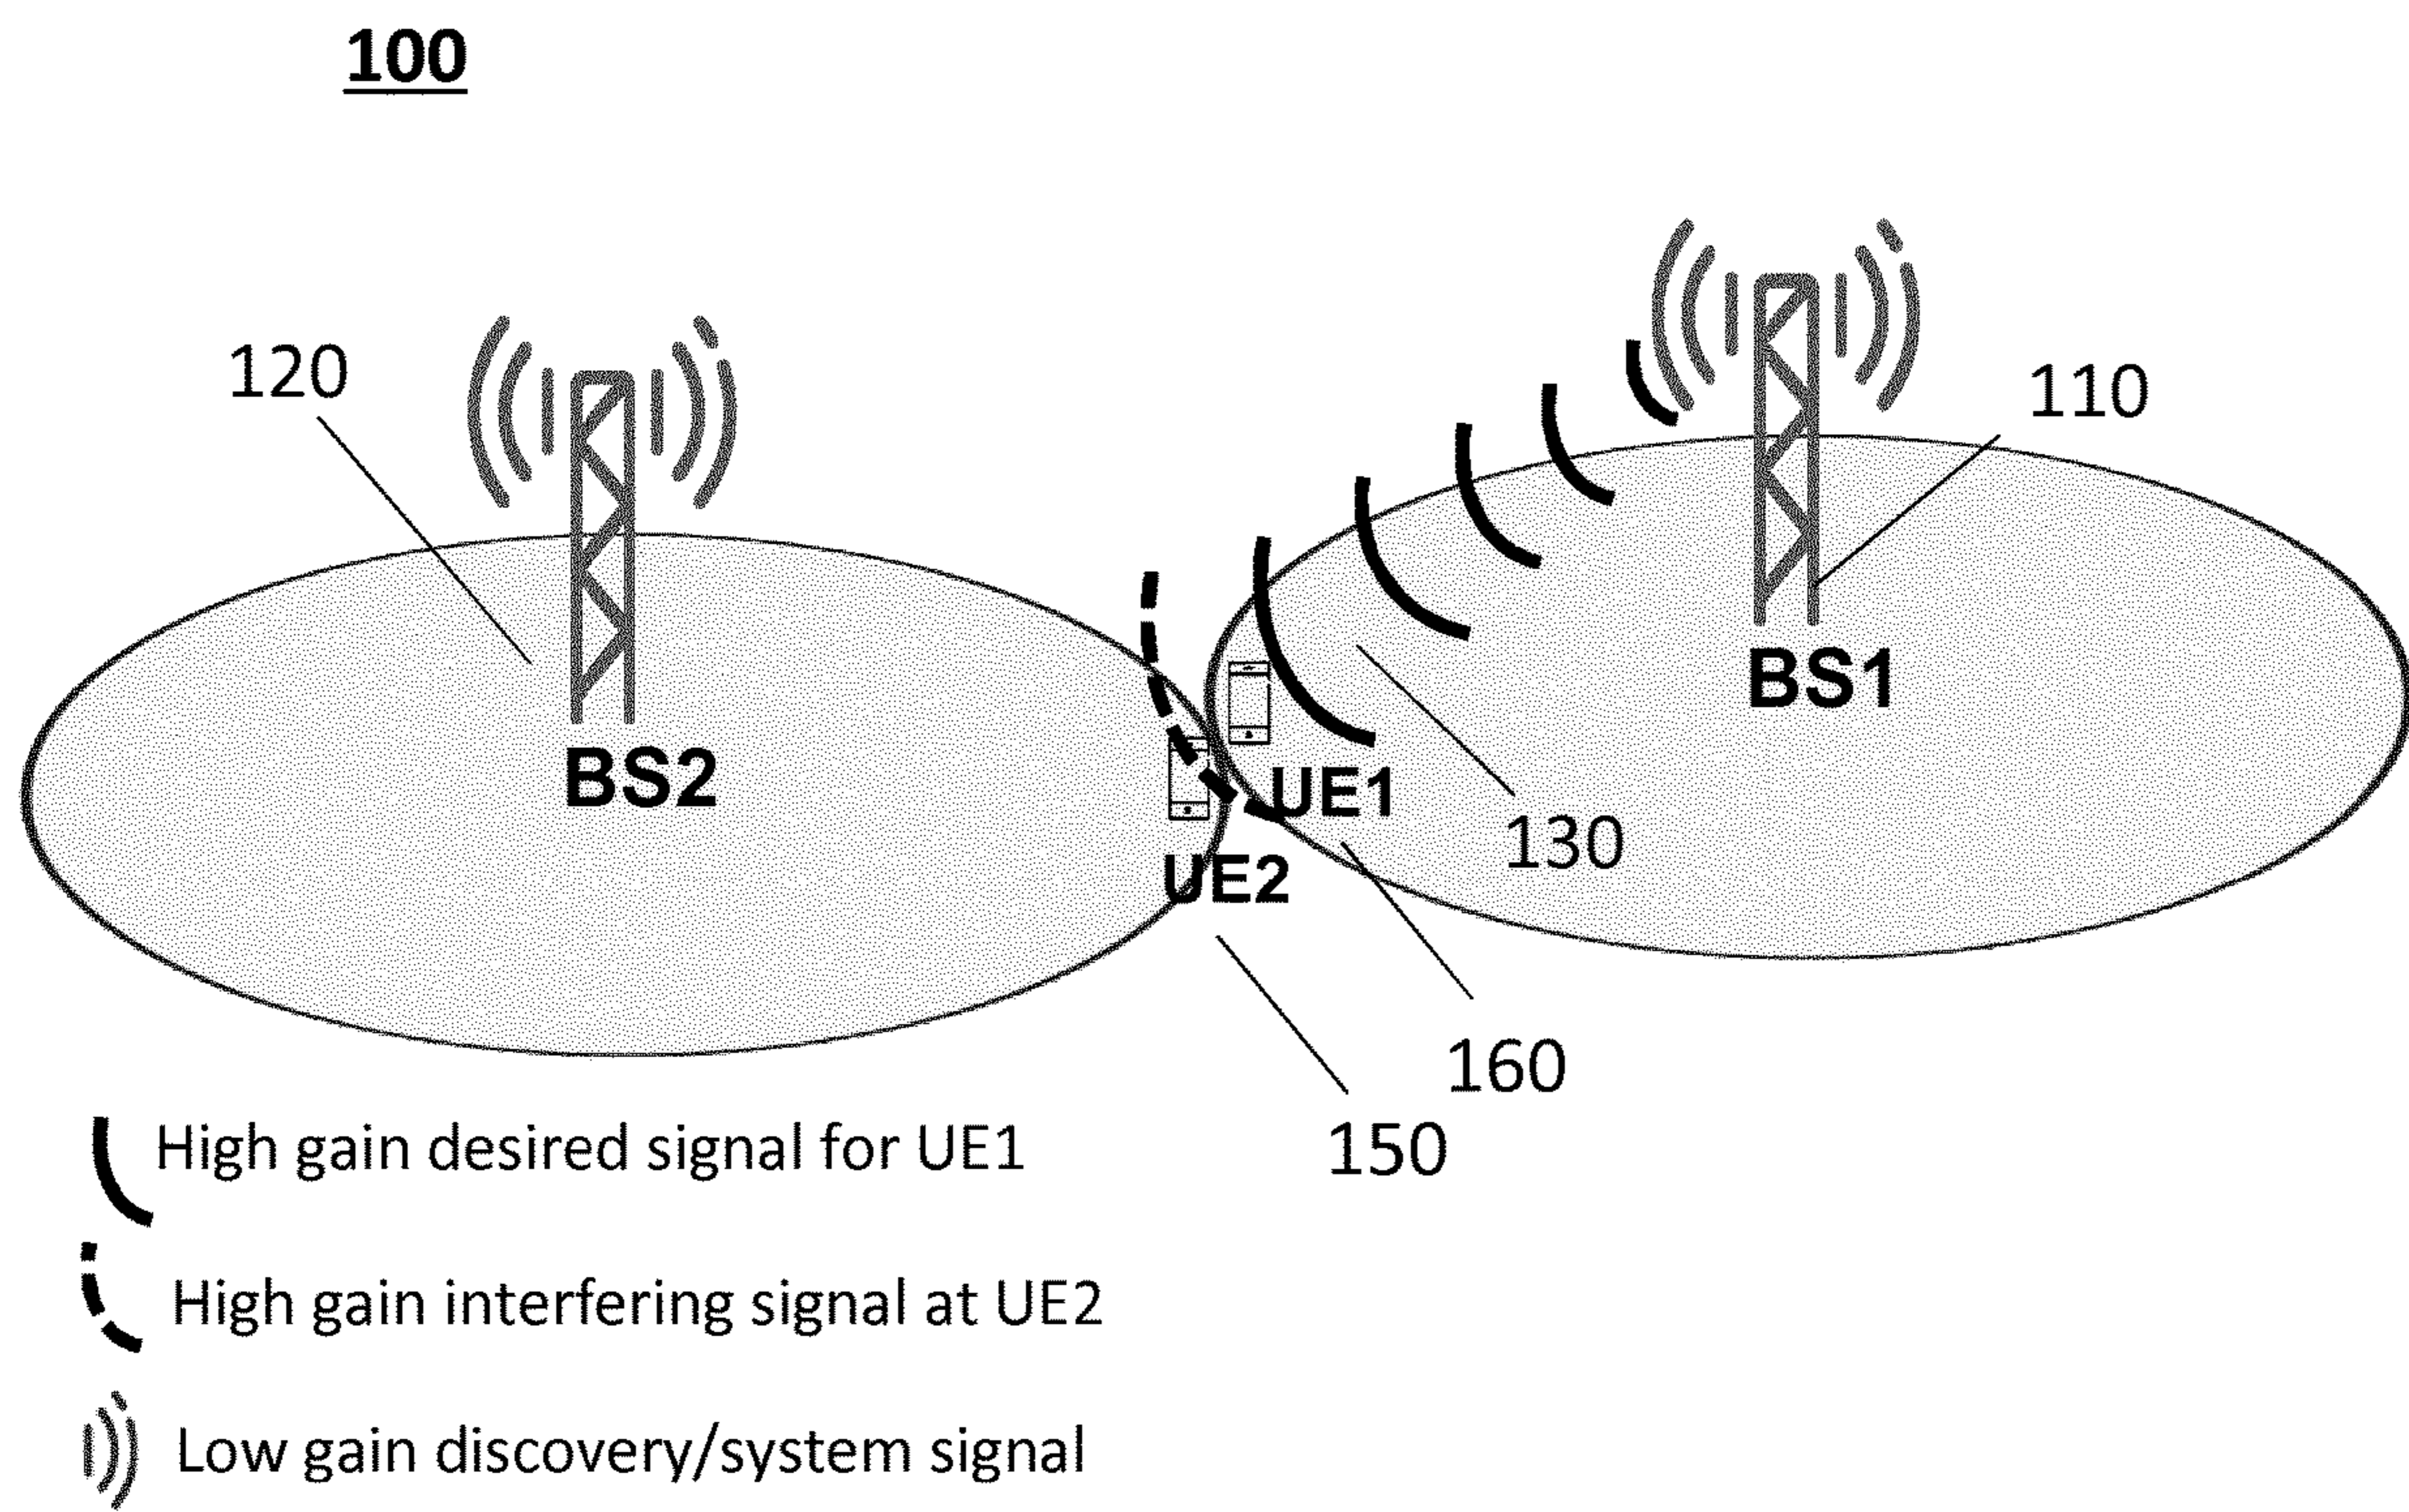 100
120
110
BS1
BS2
UE1
130
UE2
160
150
High gain desired signal for UE1
High gain interfering signal at UE2
Low gain discovery/system signal